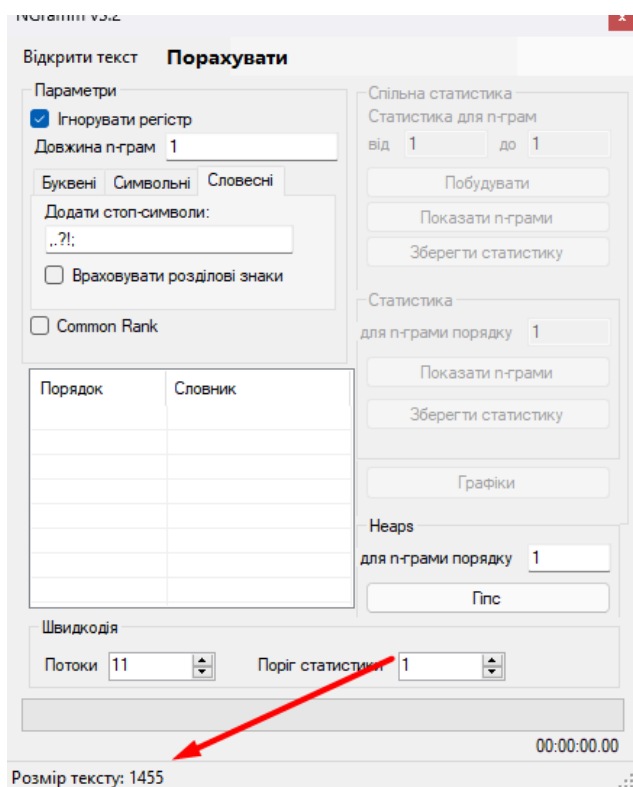 NGramm v3.2
x
Відкрити текст Порахувати
Параметри
Ігнорувати регістр
Довжина n-грам 1
Буквені Символьні Словесні
Додати стоп-символи:
,.?!;
Враховувати розділові знаки
Common Rank
Порядок Словник
Спільна статистика
Статистика для n-грам
від 1 до 1
Побудувати
Показати n-грами
Зберегти статистику
Статистика
для n-грами порядку 1
Показати n-грами
Зберегти статистику
Графіки
Heaps
для n-грами порядку 1
Гіпс
Швидкодія
Потоки 11 Поріг статистики 1
00:00:00.00
Розмір тексту: 1455